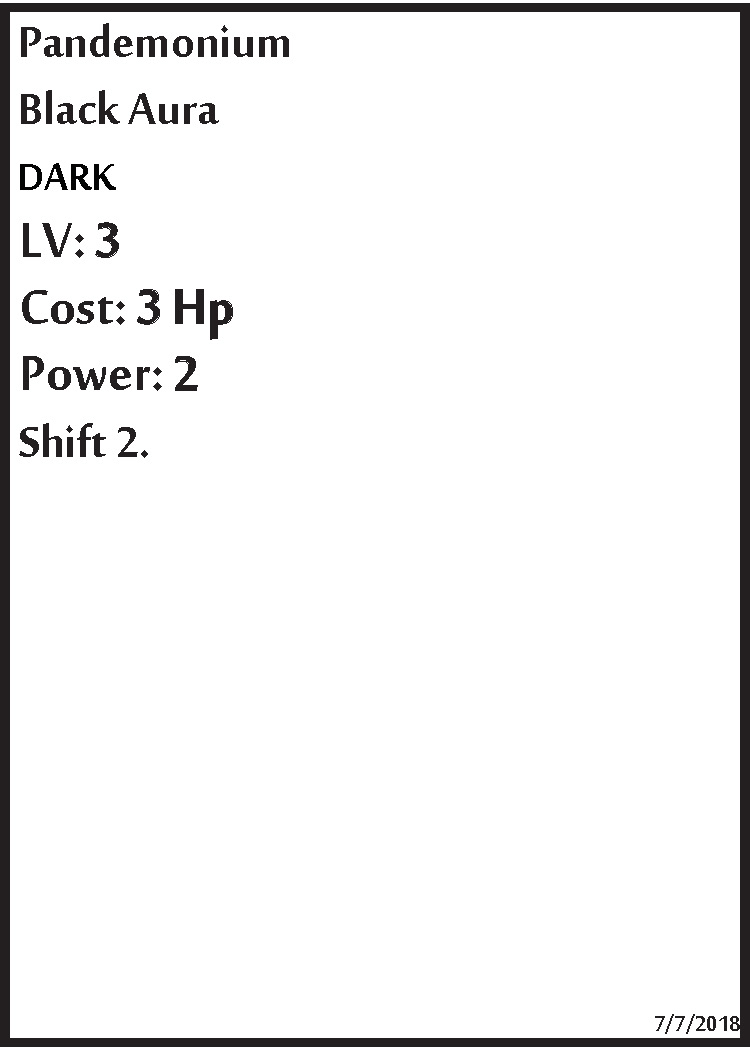 Pandemonium
Black Aura
DARK
LV: 3
Cost: 3 Hp
Power: 2
Shift 2.
7/7/2018